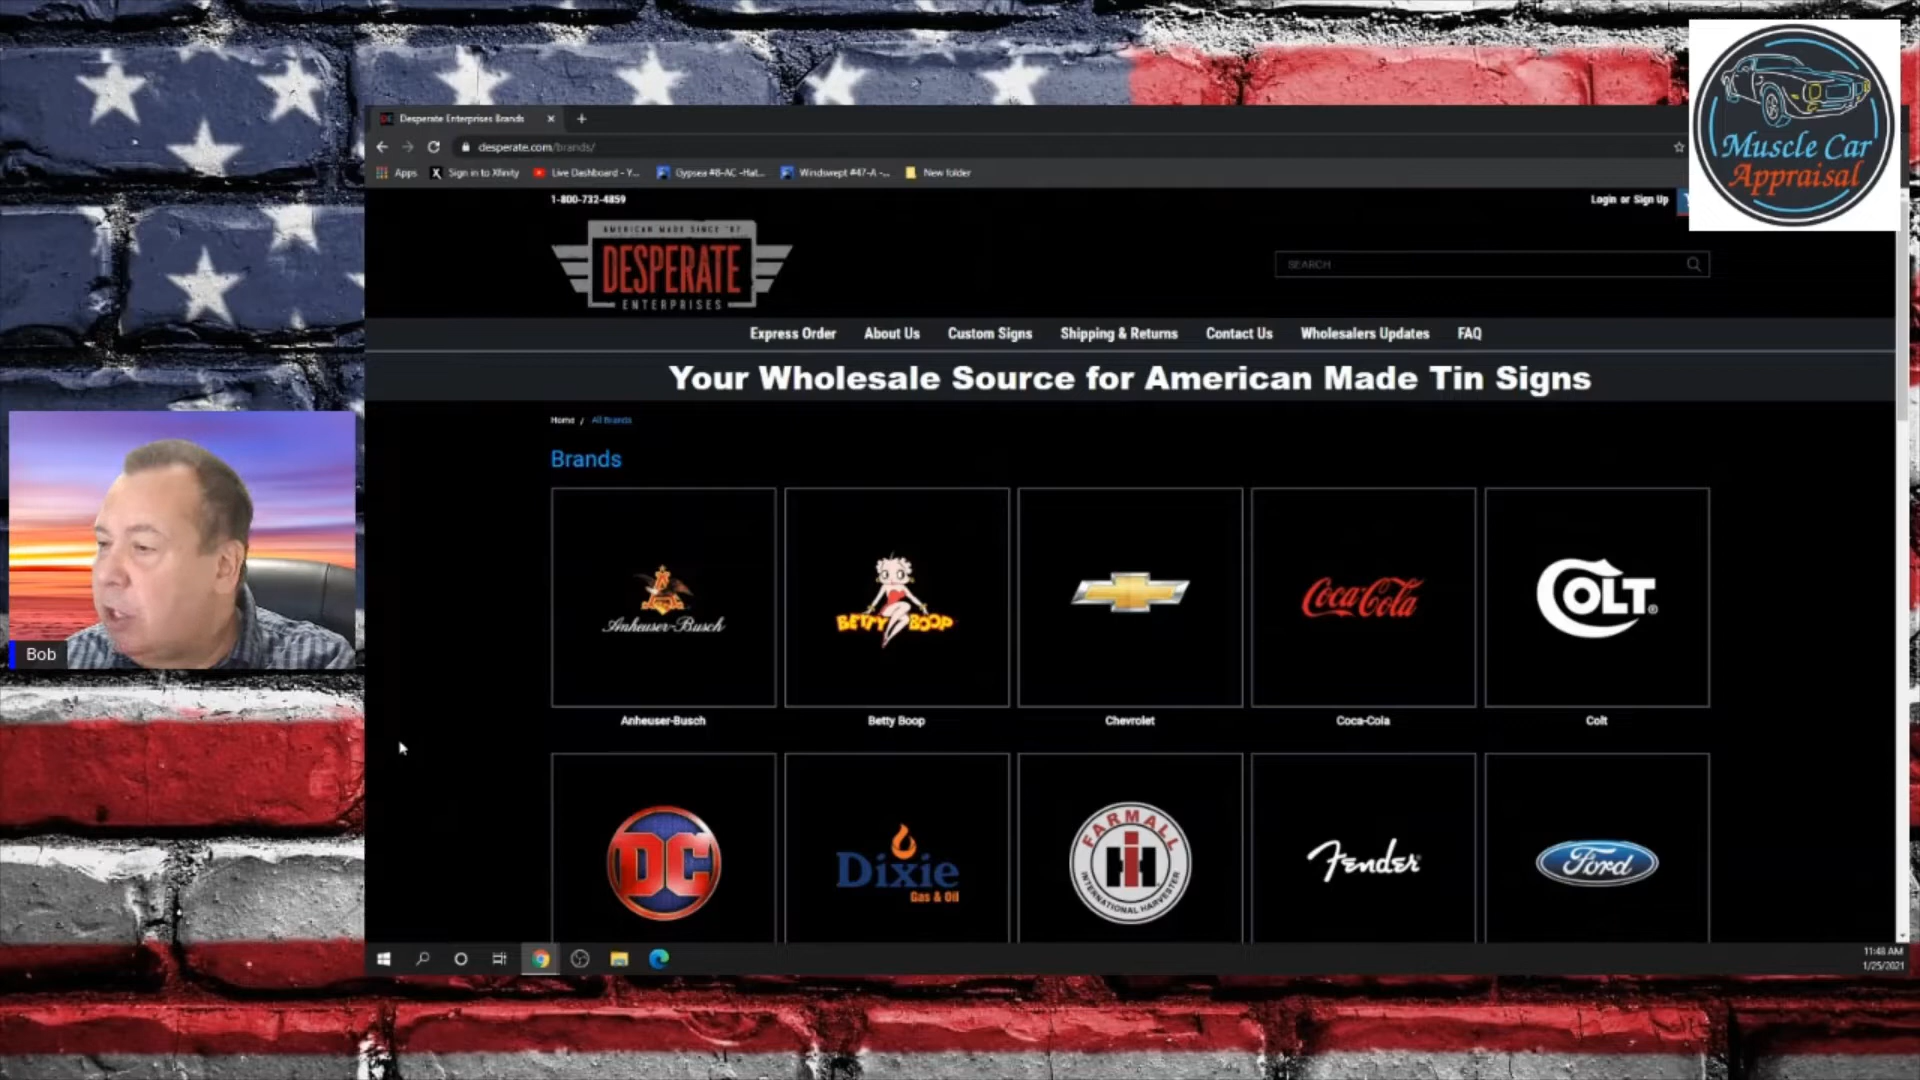 Muscle Car
Appraisal
Desperate Enterprises Brands
desperate.com/brands/
Apps
Sign in to Xfinity
Live Dashboard - Y...
Gypsea #8-AC -Hat...
Windswept #47-A -...
New folder
1-800-732-4859
Login or Sign Up
AMERICAN MADE SINCE '87
DESPERATE
ENTERPRISES
SEARCH
Express Order
About Us
Custom Signs
Shipping & Returns
Contact Us
Wholesalers Updates
FAQ
Your Wholesale Source for American Made Tin Signs
Home / All Brands
Brands
Anheuser-Busch
BETTY BOOP
Coca-Cola
COLT®
Anheuser-Busch
Betty Boop
Chevrolet
Coca-Cola
Colt
Bob
DC
Dixie
Gas & Oil
FARMALL
IH
INTERNATIONAL HARVESTER
Fender
Ford
11:48 AM
1/25/2021